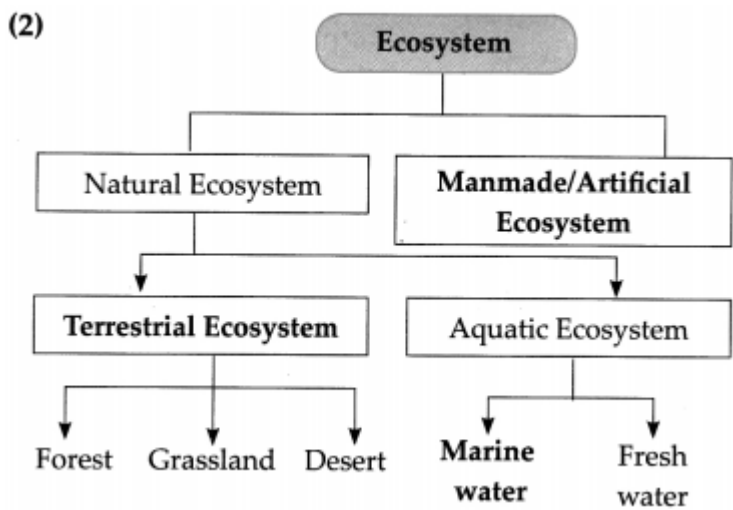 (2)
Ecosystem
Natural Ecosystem
Manmade/Artificial
Ecosystem
Terrestrial Ecosystem
Aquatic Ecosystem
Forest
Grassland
Desert
Marine
water
Fresh
water